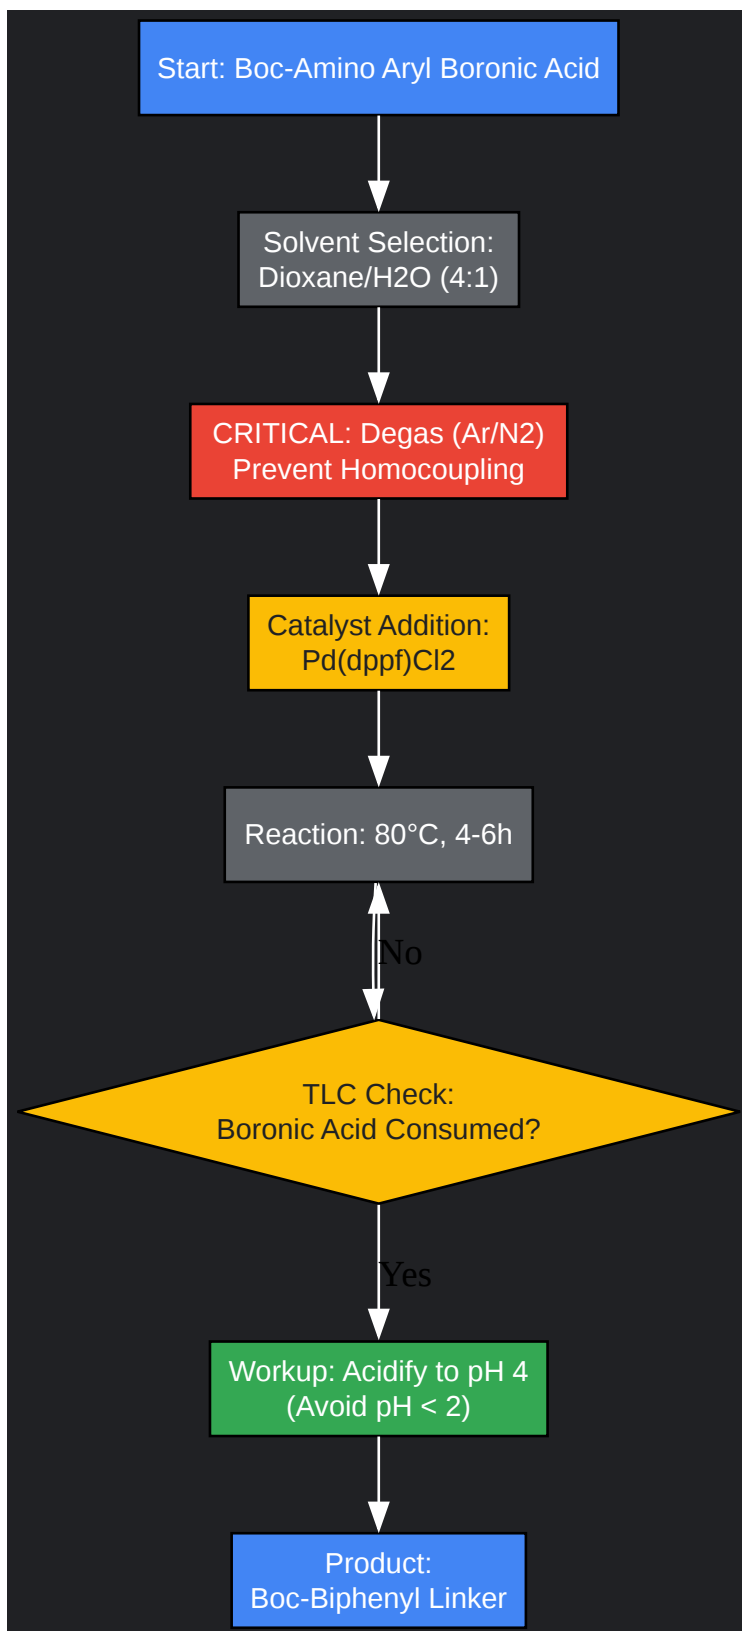 Start: Boc-Amino Aryl Boronic Acid
Solvent Selection:
Dioxane/H2O (4:1)
CRITICAL: Degas (Ar/N2)
Prevent Homocoupling
Catalyst Addition:
Pd(dppf)Cl2
Reaction: 80°C, 4-6h
No
TLC Check:
Boronic Acid Consumed?
Yes
Workup: Acidify to pH 4
(Avoid pH < 2)
Product:
Boc-Biphenyl Linker